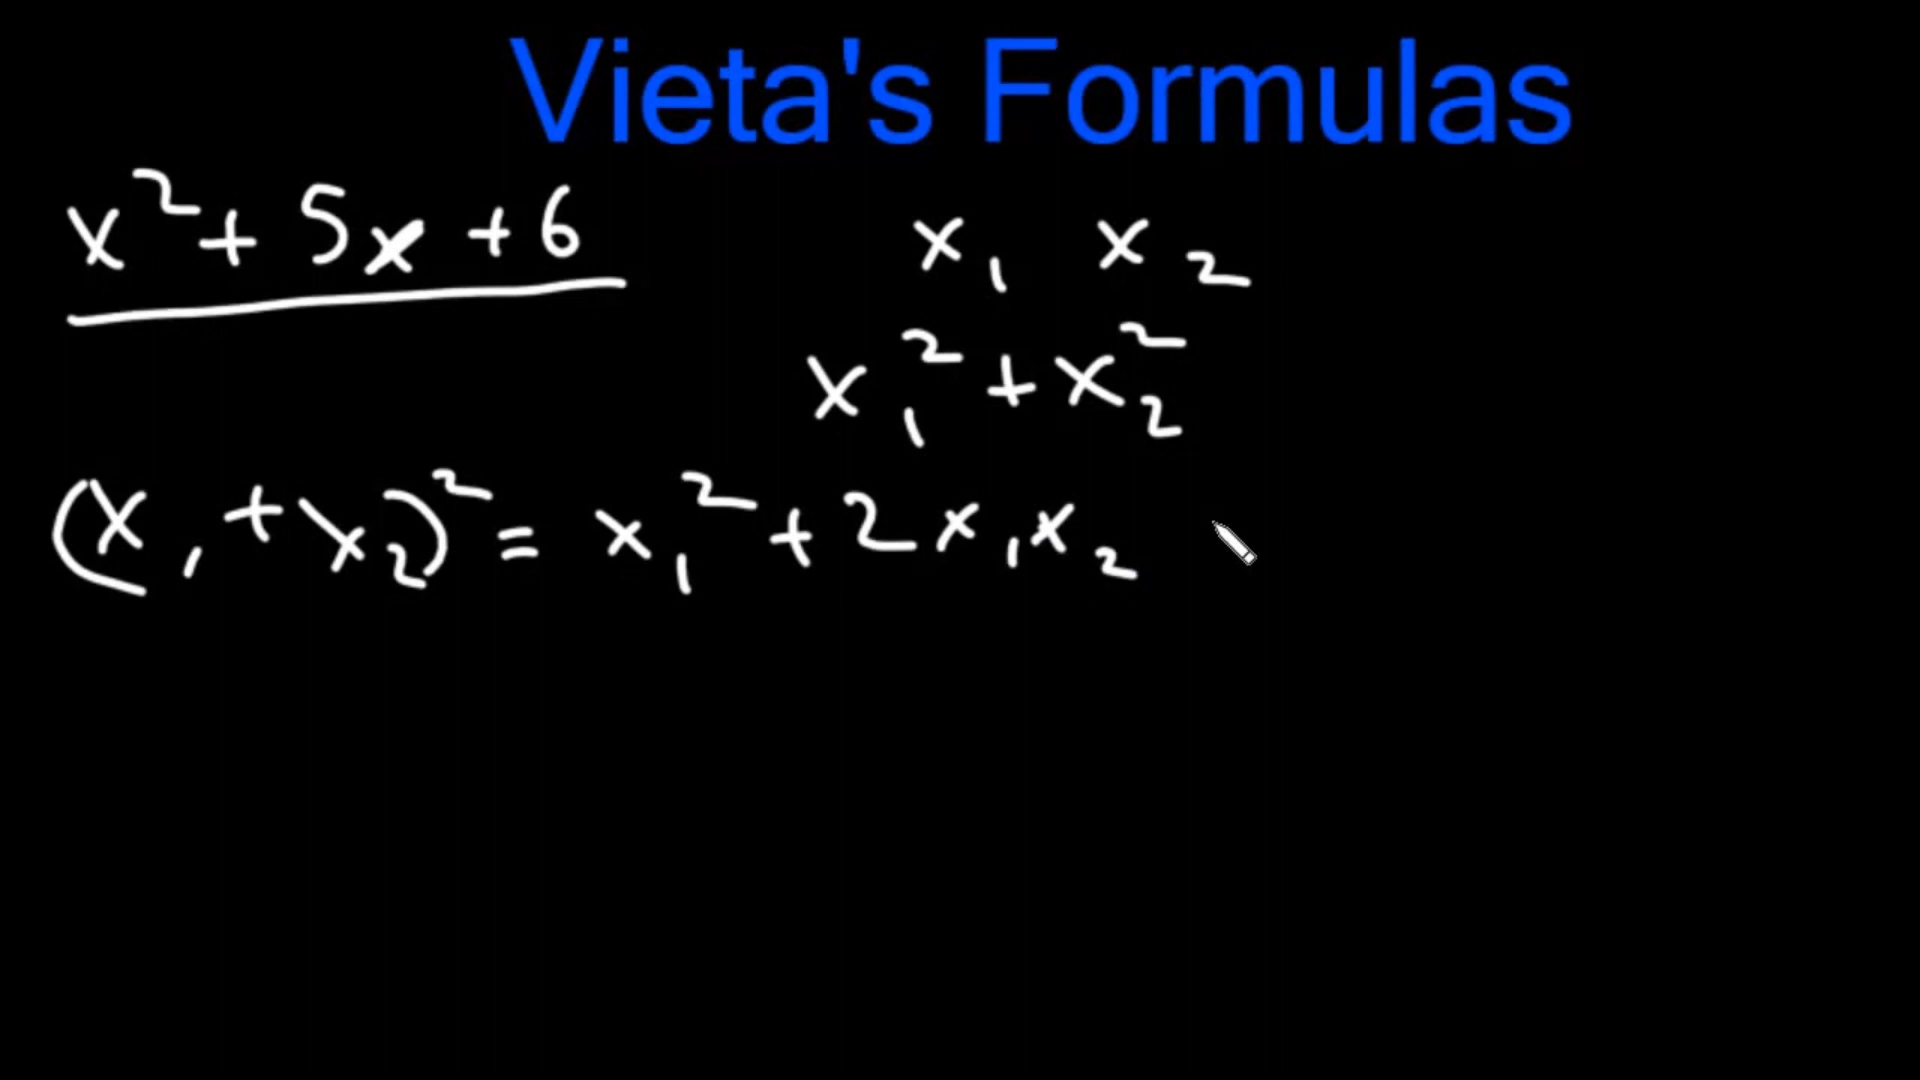 Vieta's Formulas
x² + 5x + 6
x₁ x₂
x₁² + x₂²
(x₁ + x₂)² = x₁² + 2x₁x₂